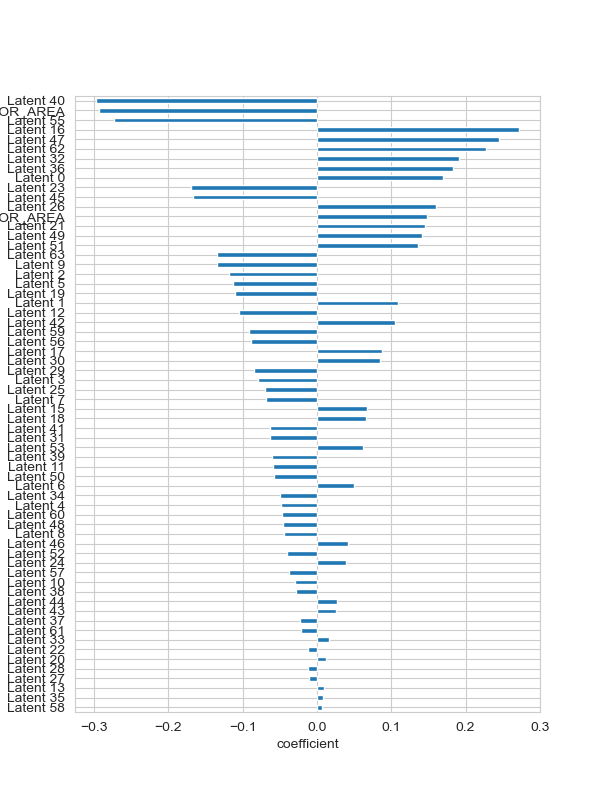 Latent 40
OR_AREA
Latent 55
Latent 16
Latent 47
Latent 62
Latent 32
Latent 36
Latent 0
Latent 23
Latent 45
Latent 26
OR_AREA
Latent 21
Latent 49
Latent 51
Latent 63
Latent 9
Latent 2
Latent 5
Latent 19
Latent 1
Latent 12
Latent 42
Latent 59
Latent 56
Latent 17
Latent 30
Latent 29
Latent 3
Latent 25
Latent 7
Latent 15
Latent 18
Latent 41
Latent 31
Latent 53
Latent 39
Latent 11
Latent 50
Latent 6
Latent 34
Latent 4
Latent 60
Latent 48
Latent 8
Latent 46
Latent 52
Latent 24
Latent 57
Latent 10
Latent 38
Latent 44
Latent 43
Latent 37
Latent 61
Latent 33
Latent 22
Latent 20
Latent 28
Latent 27
Latent 13
Latent 35
Latent 58
−0.3 −0.2 −0.1 0.0 0.1 0.2 0.3
coefficient